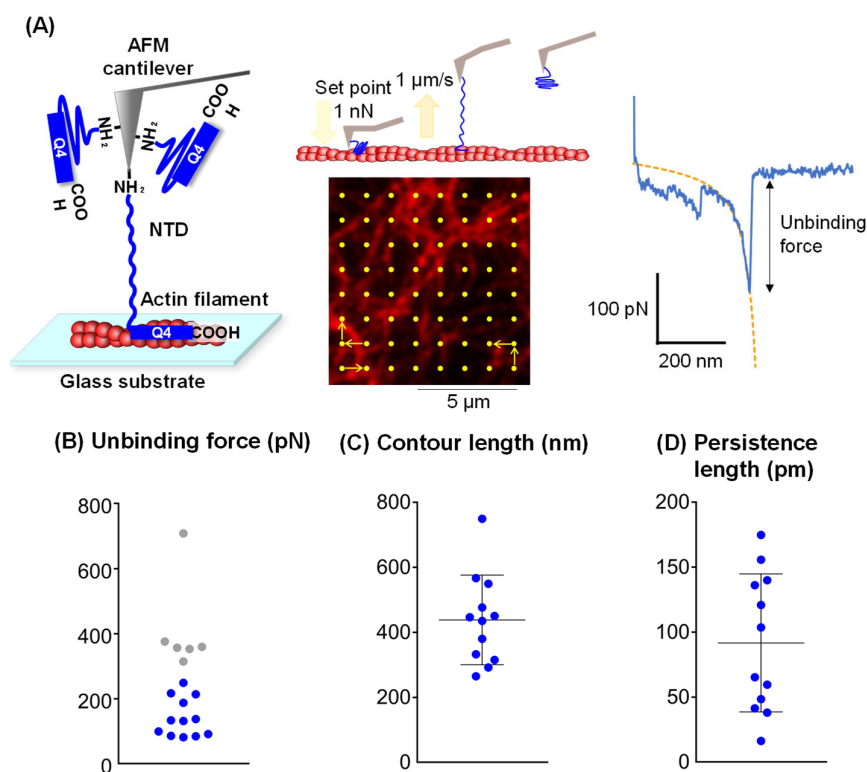 (A)
AFM
cantilever
Q4
COO
H
NH2
NH2
Q4
COO
H
NH2
NTD
Actin filament
Q4
COOH
Glass substrate
Set point
1 nN
1 µm/s
5 µm
Unbinding
force
100 pN
200 nm
(B) Unbinding force (pN)
800
600
400
200
0
(C) Contour length (nm)
800
600
400
200
0
(D) Persistence
length (pm)
200
150
100
50
0